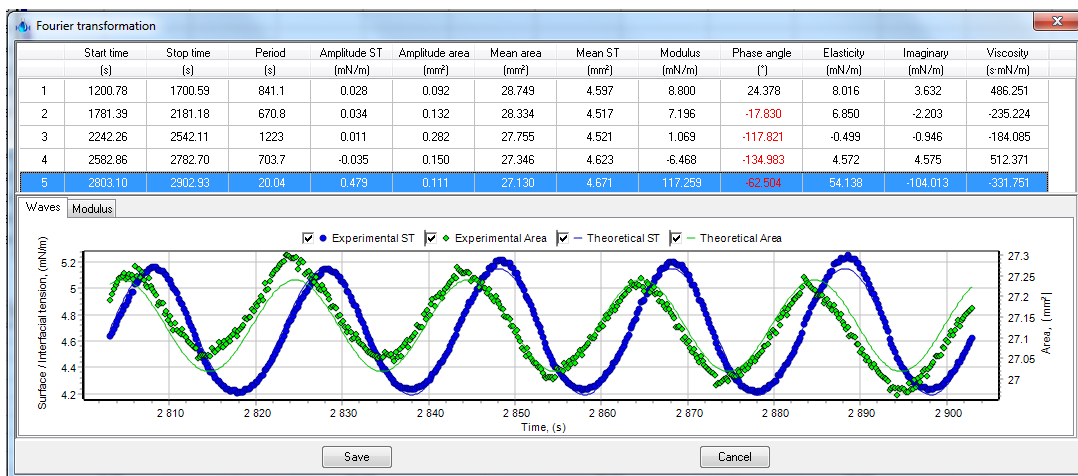 Fourier transformation
Start time Stop time Period Amplitude ST Amplitude area Mean area Mean ST Modulus Phase angle Elasticity Imaginary Viscosity
(s) (s) (s) (mN/m) (mm²) (mm²) (mN/m) (mN/m) (°) (mN/m) (mN/m) (s·mN/m)
1 1200.78 1700.59 841.1 0.028 0.092 28.749 4.597 8.800 24.378 8.016 3.632 486.251
2 1781.39 2181.18 670.8 0.034 0.132 28.334 4.517 7.196 -17.830 6.850 -2.203 -235.224
3 2242.26 2542.11 1223 0.011 0.282 27.755 4.521 1.069 -117.821 -0.499 -0.946 -184.085
4 2582.86 2782.70 703.7 -0.035 0.150 27.346 4.623 -6.468 -134.983 4.572 4.575 512.371
5 2803.10 2902.93 20.04 0.479 0.111 27.130 4.671 117.259 -62.504 54.138 -104.013 -331.751
Waves Modulus
Experimental ST Experimental Area Theoretical ST Theoretical Area
Surface / Interfacial tension, (mN/m)
5.2
5
4.8
4.6
4.4
4.2
27.3
27.25
27.2
27.15
27.1
27.05
27
Area, (mm²)
2 810 2 820 2 830 2 840 2 850 2 860 2 870 2 880 2 890 2 900
Time, (s)
Save Cancel